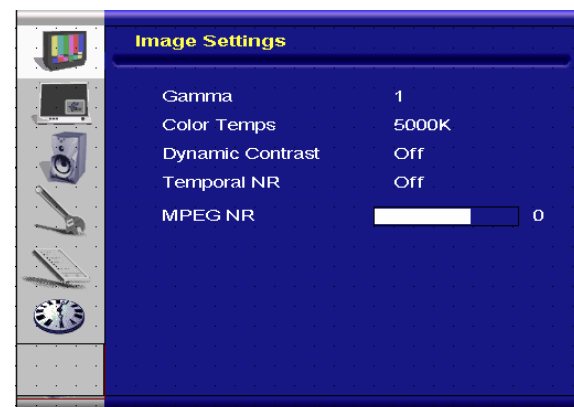 Image Settings
Gamma 1
Color Temps 5000K
Dynamic Contrast Off
Temporal NR Off
MPEG NR 0